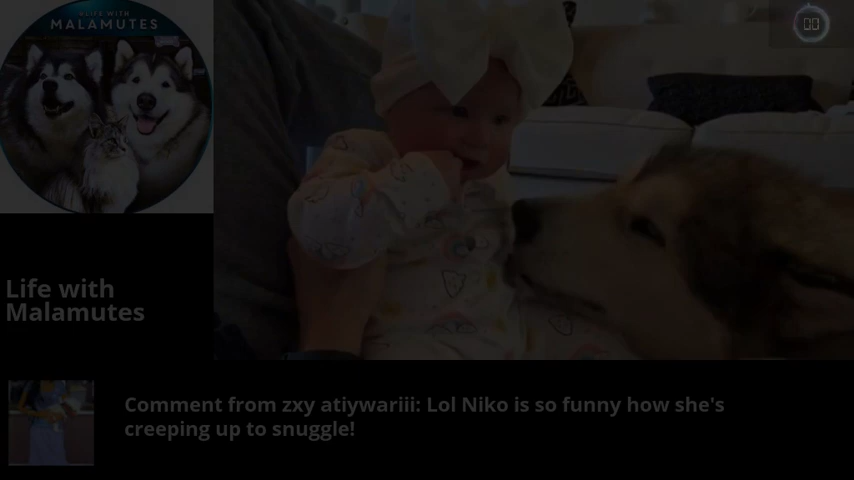 #LIFE WITH
MALAMUTES
Life with
Malamutes
Comment from zxy atiywariii: Lol Niko is so funny how she's
creeping up to snuggle!